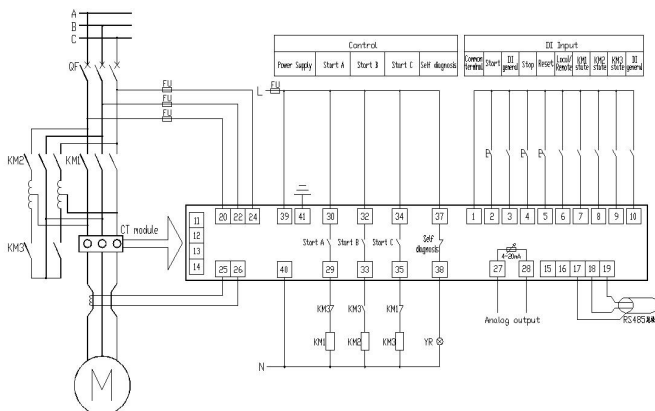 A
B
C
QF
FU
FU
FU
L
FU
Control
Power Supply
Start A
Start B
Start C
Self diagnosis
DI Input
Common terminal
Start
DI general
Stop
Reset
Local/Remote
KM1 state
KM2 state
KM3 state
DI general
KM2
KM1
KM3
CT module
11
12
13
14
20
22
24
39
41
30
32
34
37
1
2
3
4
5
6
7
8
9
10
Start A
Start B
Start C
Self diagnosis
4-20mA
25
26
40
29
33
35
38
27
28
15
16
17
18
19
Analog output
RS485
KM3
KM3
KM1
KM1
KM2
KM3
YR
N
M